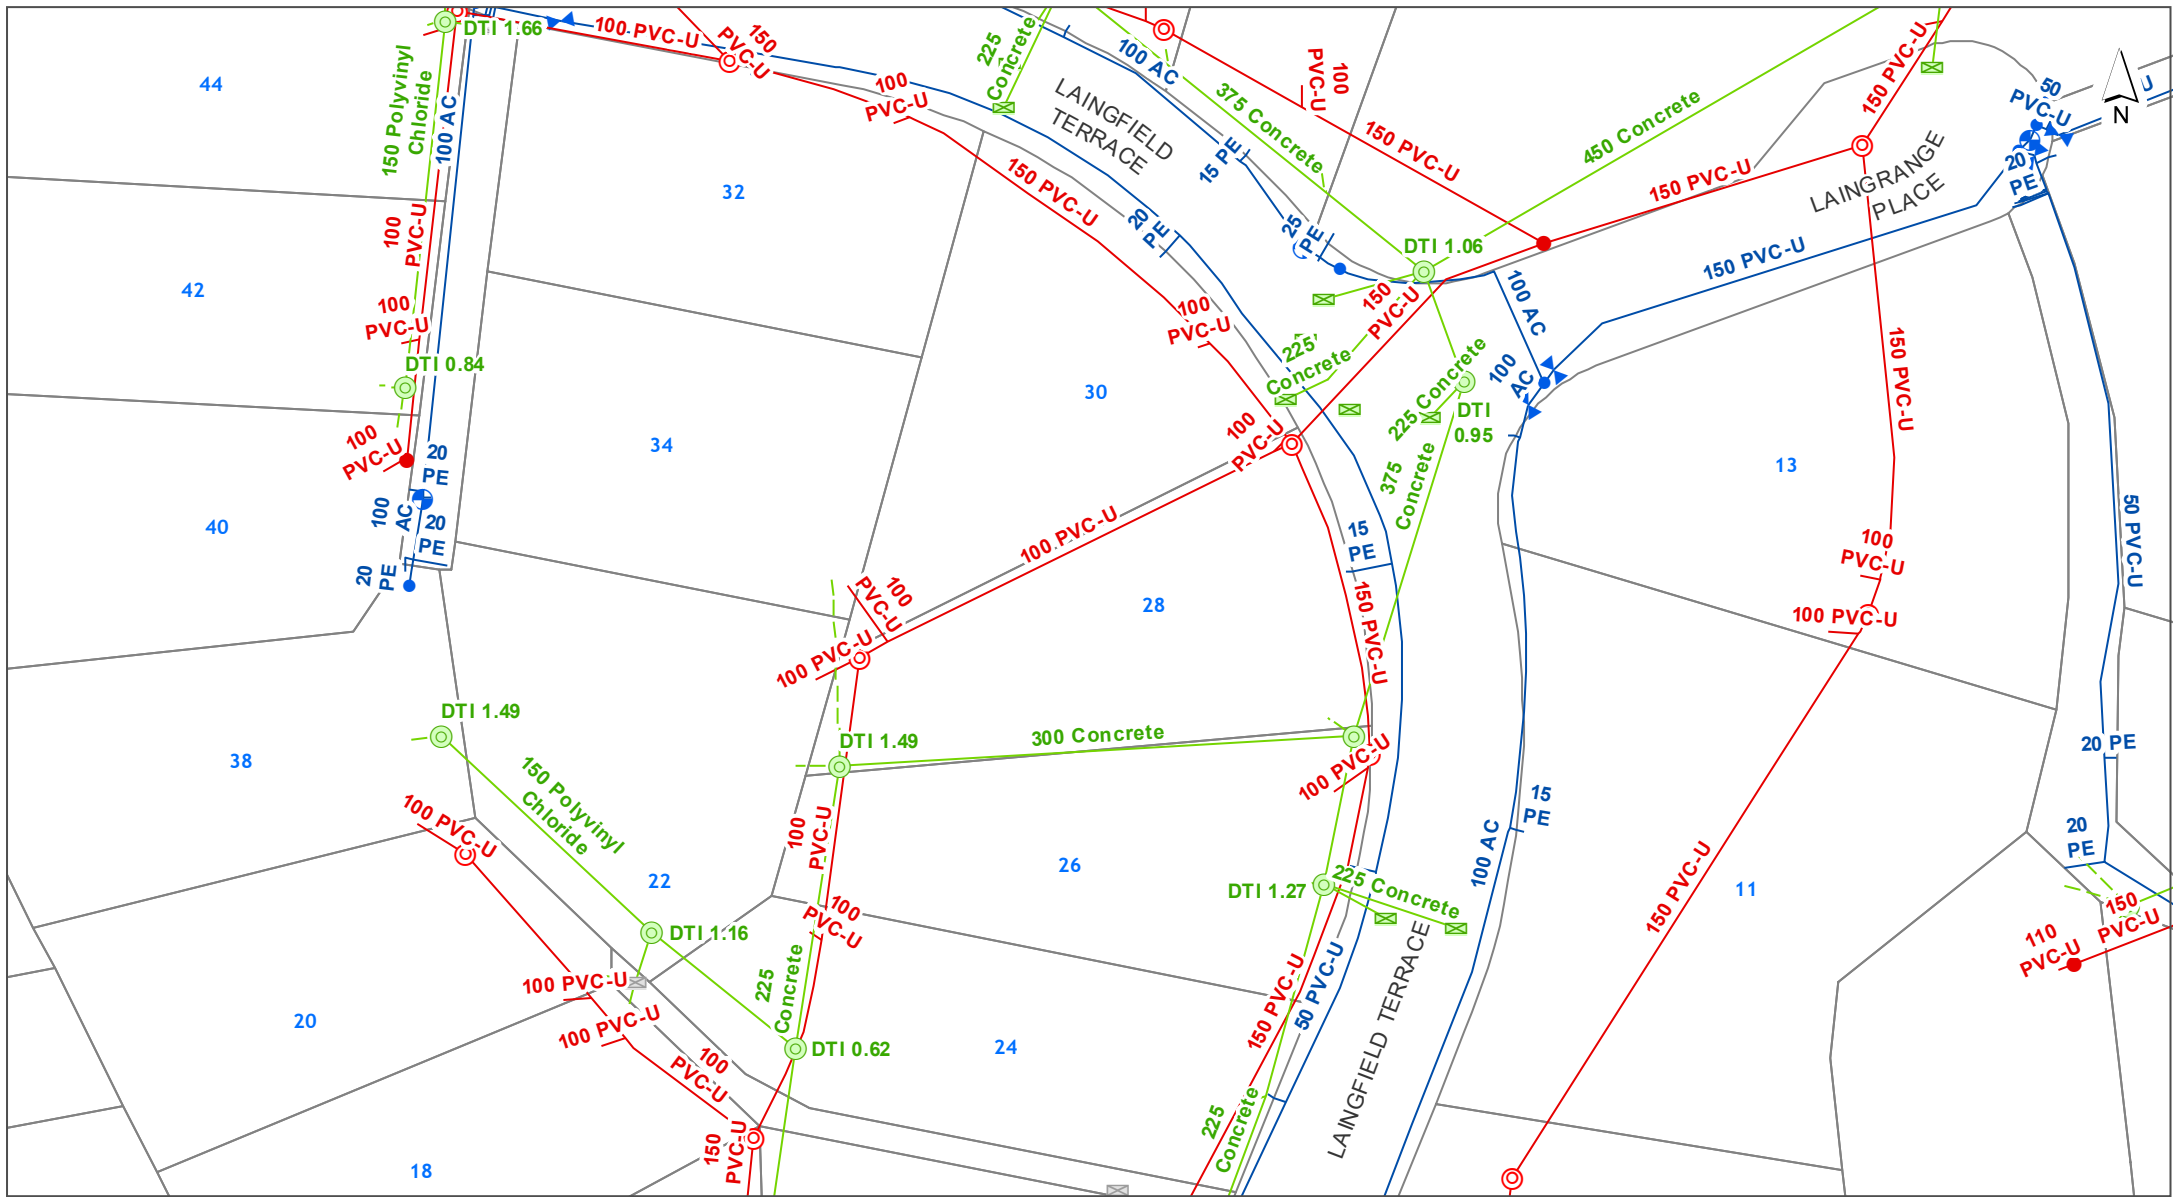 DTI 1.66
100 PVC-U
150
PVC-U
225
Concrete
100 AC
100
PVC-U
150 PVC-U
50
PVC-U
U
N
44
150 Polyvinyl
Chloride
100 AC
100
PVC-U
LAINGFIELD
TERRACE
375 Concrete
150 PVC-U
450 Concrete
15 PE
150 PVC-U
LAINGRANGE
PLACE
20
PE
32
150 PVC-U
20
PE
25
PE
DTI 1.06
100
PVC-U
150 PVC-U
42
100
PVC-U
100
PVC-U
150
PVC-U
100 AC
DTI 0.84
225
Concrete
225 Concrete
100
AC
150 PVC-U
30
DTI
0.95
100
PVC-U
100
PVC-U
34
20
PE
375
Concrete
13
40
100
AC
20
PE
100 PVC-U
15
PE
50 PVC-U
20
PE
100
PVC-U
100
PVC-U
28
150 PVC-U
100 PVC-U
100 PVC-U
DTI 1.49
DTI 1.49
300 Concrete
20 PE
38
150 Polyvinyl
Chloride
100 PVC-U
100 PVC-U
100
PVC-U
15
PE
20
PE
22
26
100 AC
150 PVC-U
11
DTI 1.27
225 Concrete
100
PVC-U
DTI 1.16
150
PVC-U
110
PVC-U
100 PVC-U
225
Concrete
150 PVC-U
50 PVC-U
LAINGFIELD TERRACE
20
100 PVC-U
DTI 0.62
24
100
PVC-U
150
PVC-U
225
Concrete
18